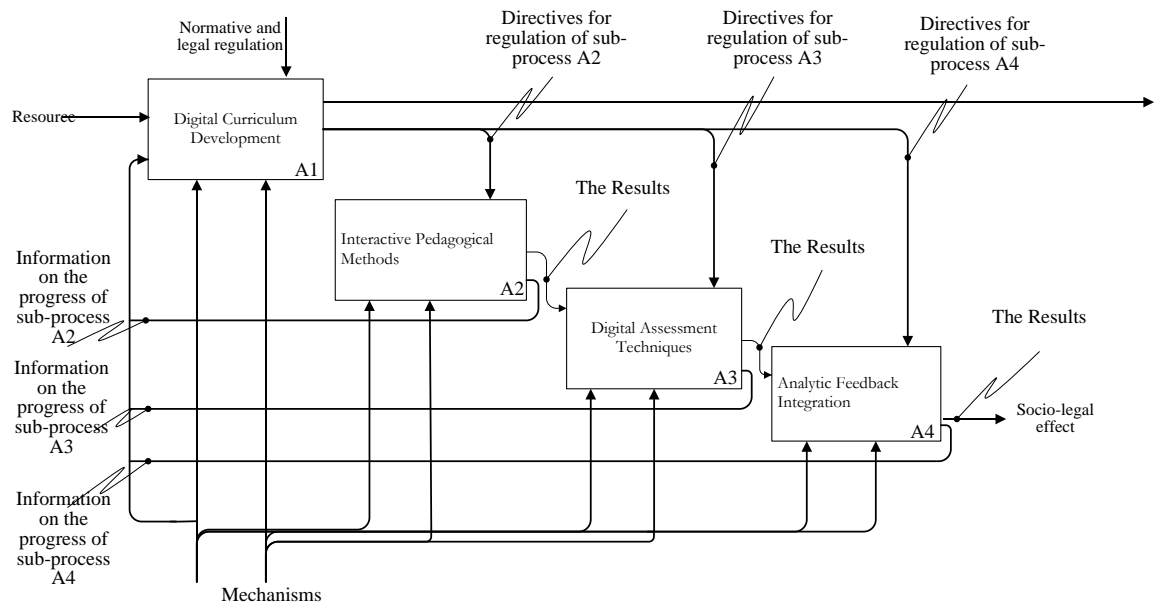 Normative and
legal regulation
Directives for
regulation of sub-
process A2
Directives for
regulation of sub-
process A3
Directives for
regulation of sub-
process A4
Resource
Digital Curriculum
Development
A1
The Results
Interactive Pedagogical
Methods
A2
The Results
Information
on the
progress of
sub-process
A2
Digital Assessment
Techniques
A3
The Results
Information
on the
progress of
sub-process
A3
Analytic Feedback
Integration
A4
Socio-legal
effect
Information
on the
progress of
sub-process
A4
Mechanisms